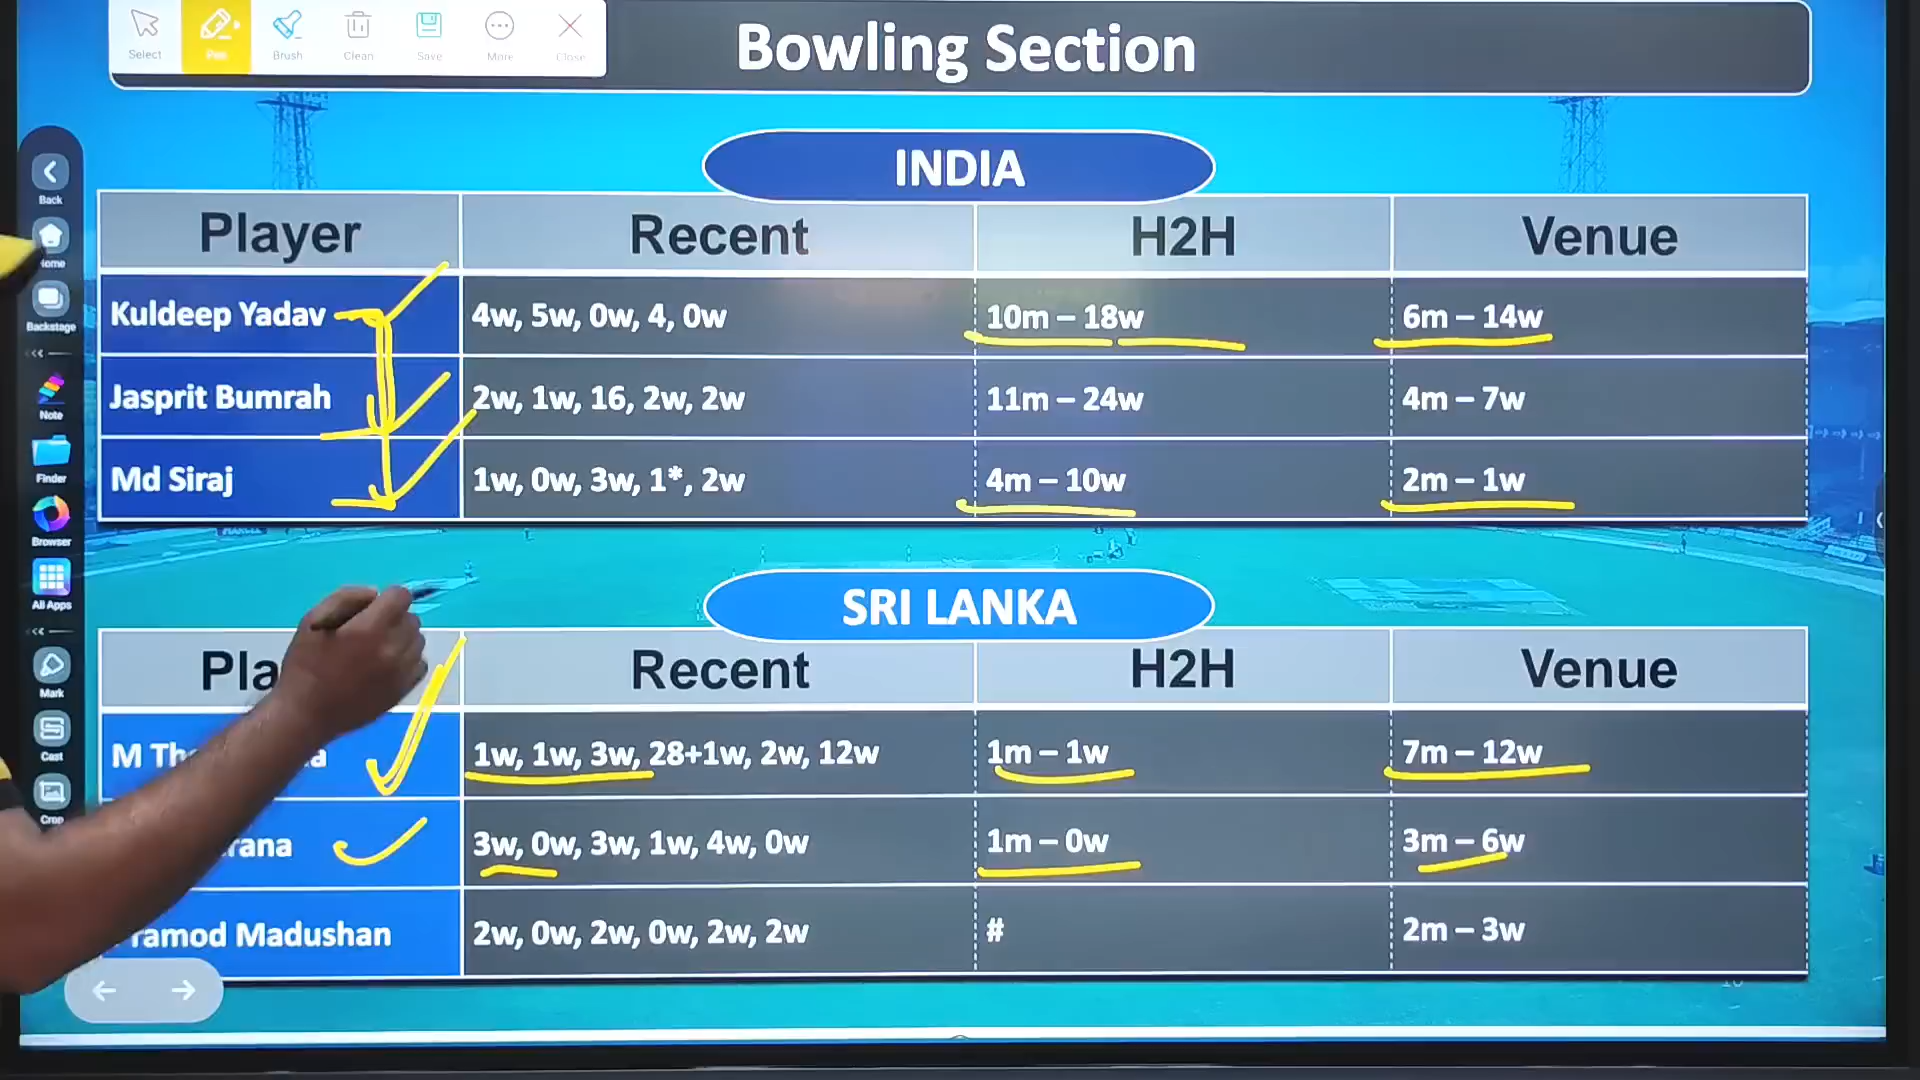 Select
Pen
Brush
Clean
Save
More
Close
Bowling Section
Back
Home
Backstage
Note
Finder
Browser
All Apps
Mark
Cast
Crop
INDIA
Player Recent H2H Venue
Kuldeep Yadav 4w, 5w, 0w, 4, 0w 10m – 18w 6m – 14w
Jasprit Bumrah 2w, 1w, 16, 2w, 2w 11m – 24w 4m – 7w
Md Siraj 1w, 0w, 3w, 1*, 2w 4m – 10w 2m – 1w
SRI LANKA
Recent H2H Venue
M 1w, 1w, 3w, 28+1w, 2w, 12w 1m – 1w 7m – 12w
3w, 0w, 3w, 1w, 4w, 0w 1m – 0w 3m – 6w
Madushan 2w, 0w, 2w, 0w, 2w, 2w # 2m – 3w